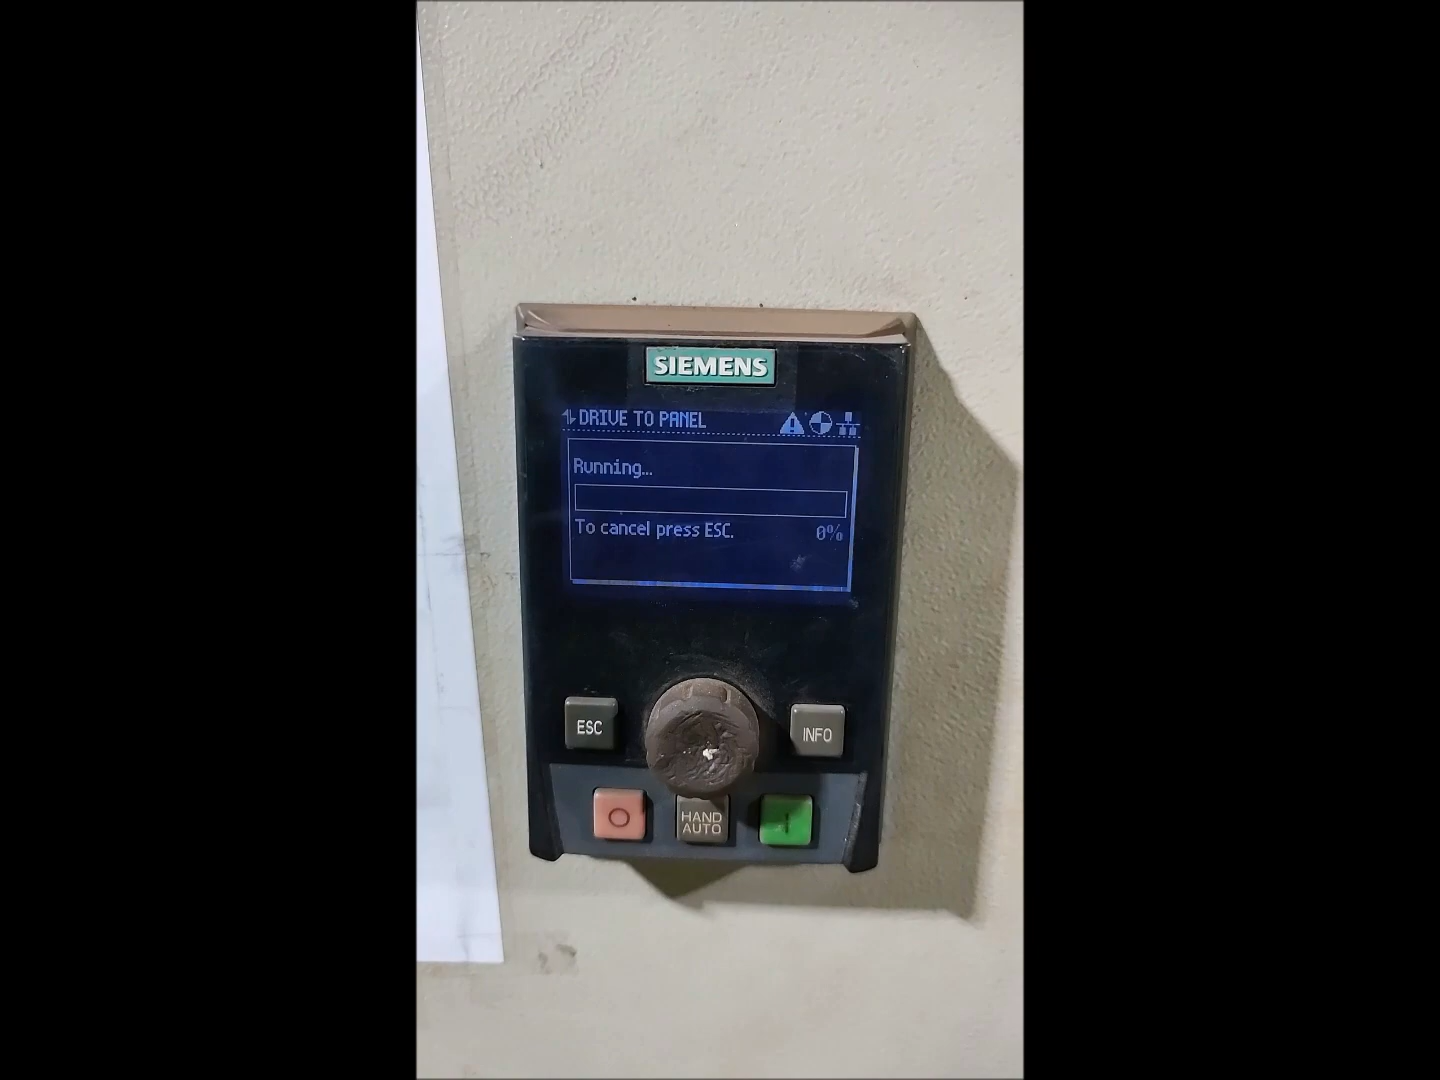 SIEMENS
DRIVE TO PANEL
Running...
To cancel press ESC. 0%
ESC
INFO
HAND
AUTO